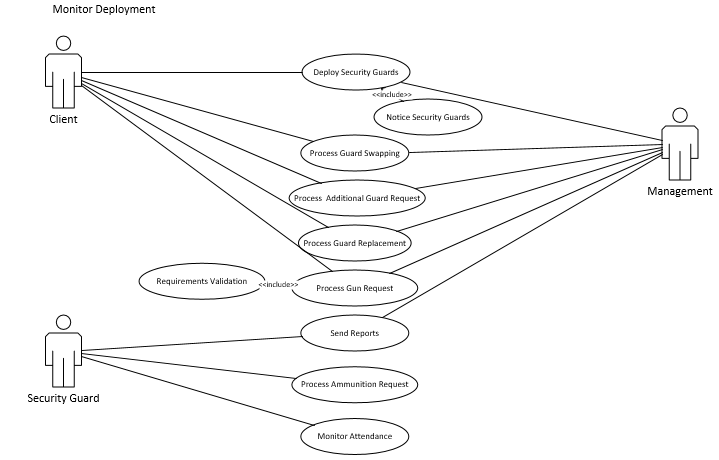 Monitor Deployment
Deploy Security Guards
<<include>>
Notice Security Guards
Client
Process Guard Swapping
Management
Process Additional Guard Request
Process Guard Replacement
Requirements Validation
<<include>>
Process Gun Request
Send Reports
Security Guard
Process Ammunition Request
Monitor Attendance